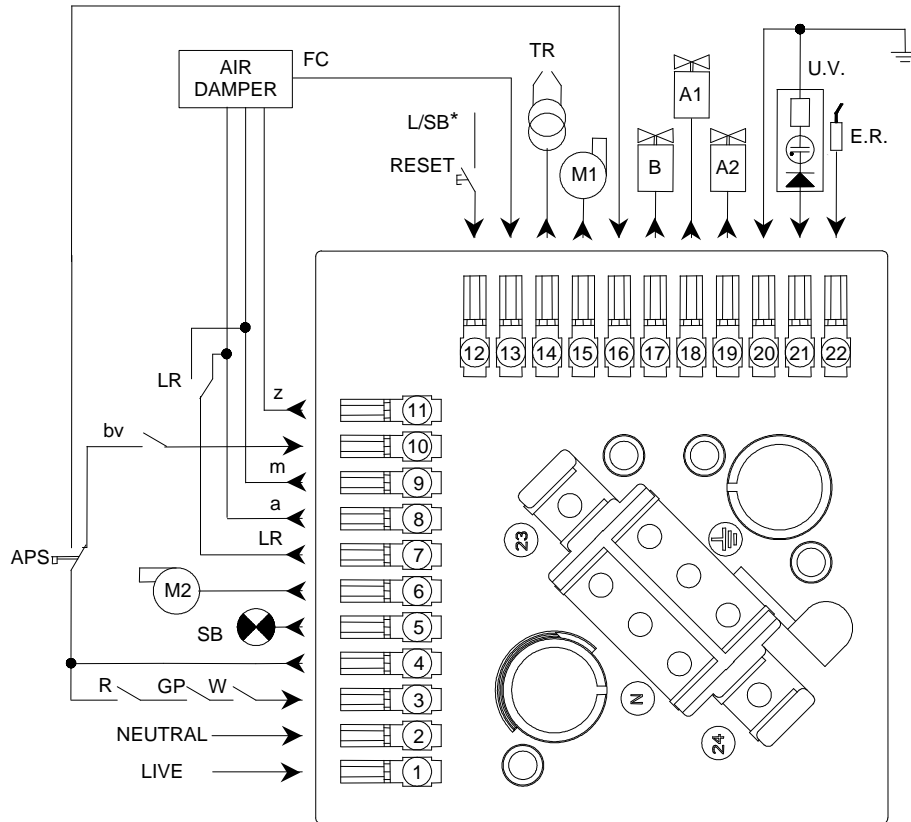 AIR
DAMPER
FC
TR
A1
U.V.
L/SB*
E.R.
RESET
M1
B
A2
12 13 14 15 16 17 18 19 20 21 22
LR
z
11
bv
10
m
9
a
8
LR
7
APS
M2
6
SB
5
4
R GP W
3
NEUTRAL
2
LIVE
1
23
N
24